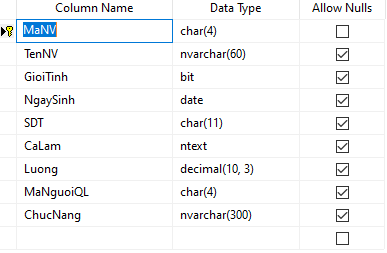 Column Name Data Type Allow Nulls
MaNV char(4)
TenNV nvarchar(60)
GioiTinh bit
NgaySinh date
SDT char(11)
CaLam ntext
Luong decimal(10, 3)
MaNguoiQL char(4)
ChucNang nvarchar(300)